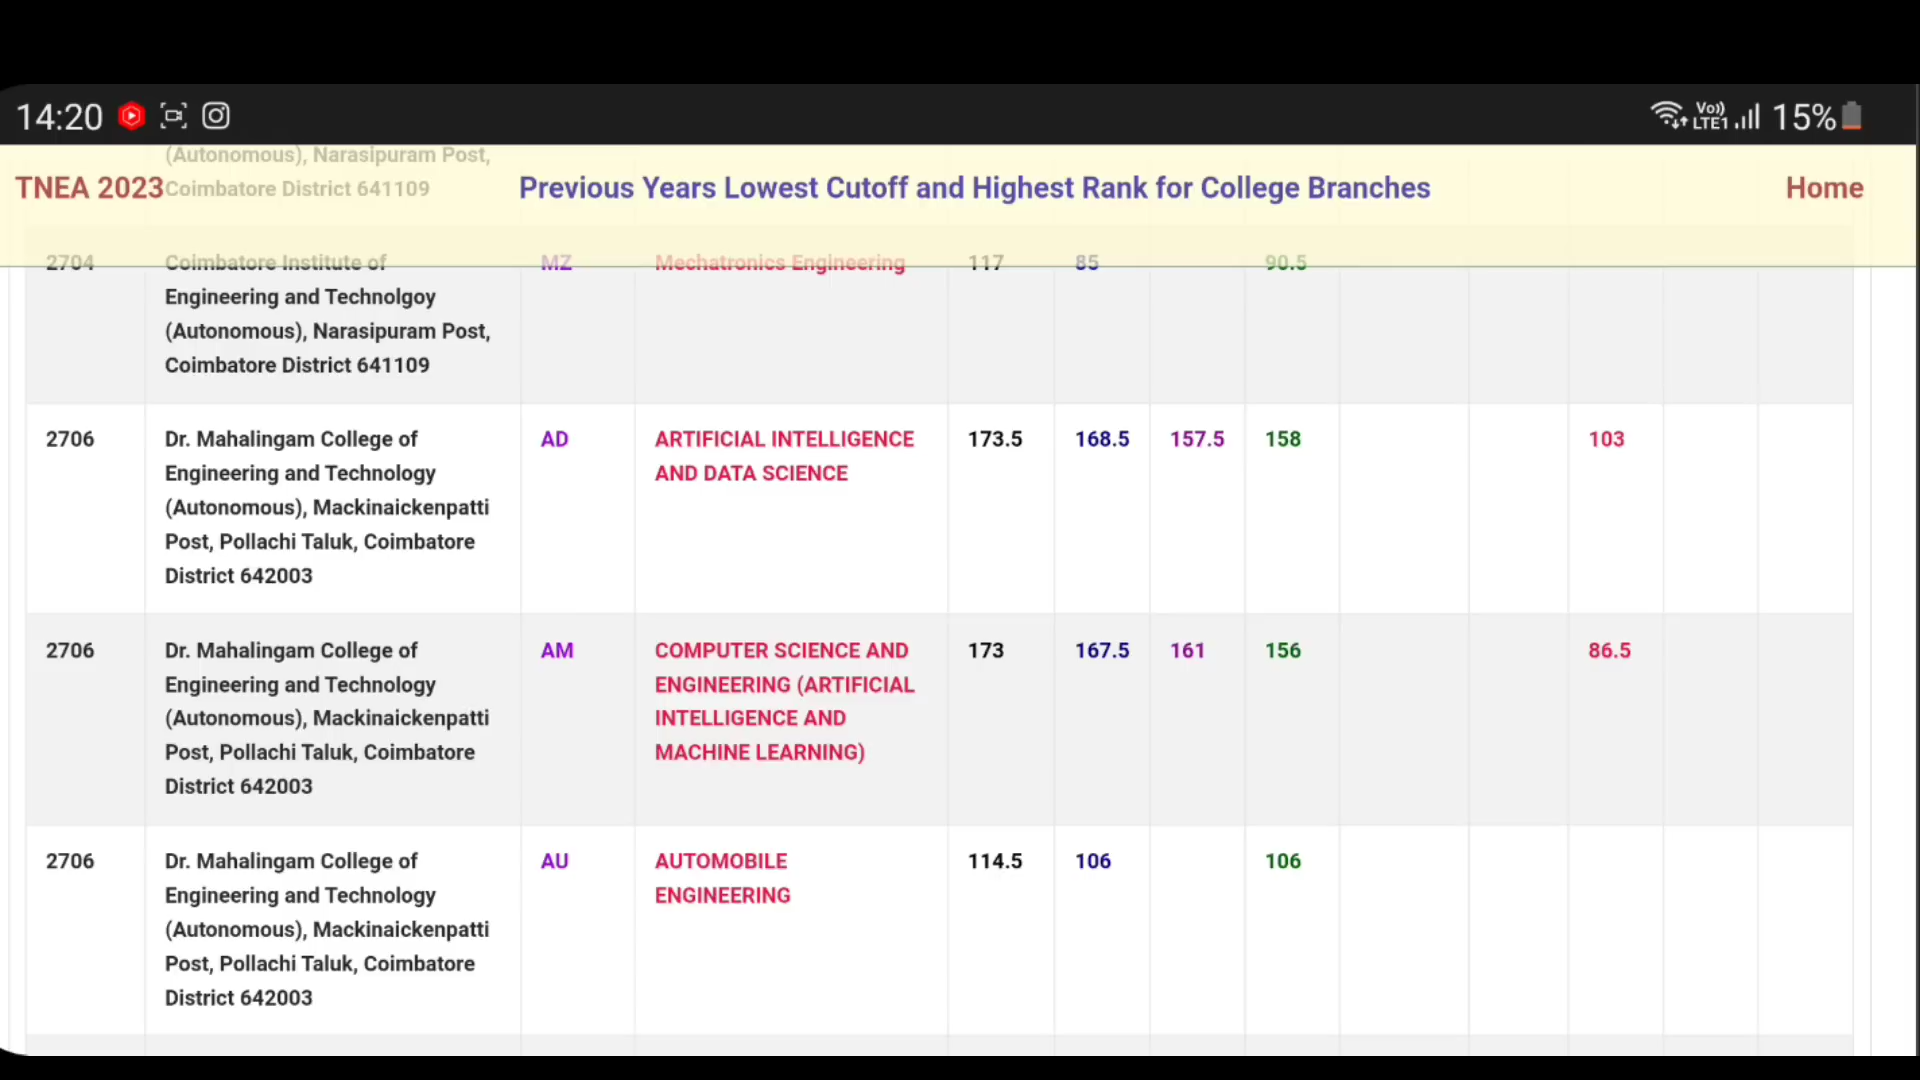 14:20 Vo)) LTE1 15%
(Autonomous), Narasipuram Post,
TNEA 2023 Coimbatore District 641109 Previous Years Lowest Cutoff and Highest Rank for College Branches Home
2704 Coimbatore Institute of MZ Mechatronics Engineering 117 85 90.5
Engineering and Technolgoy
(Autonomous), Narasipuram Post,
Coimbatore District 641109
2706 Dr. Mahalingam College of AD ARTIFICIAL INTELLIGENCE 173.5 168.5 157.5 158 103
Engineering and Technology AND DATA SCIENCE
(Autonomous), Mackinaickenpatti
Post, Pollachi Taluk, Coimbatore
District 642003
2706 Dr. Mahalingam College of AM COMPUTER SCIENCE AND 173 167.5 161 156 86.5
Engineering and Technology ENGINEERING (ARTIFICIAL
(Autonomous), Mackinaickenpatti INTELLIGENCE AND
Post, Pollachi Taluk, Coimbatore MACHINE LEARNING)
District 642003
2706 Dr. Mahalingam College of AU AUTOMOBILE 114.5 106 106
Engineering and Technology ENGINEERING
(Autonomous), Mackinaickenpatti
Post, Pollachi Taluk, Coimbatore
District 642003